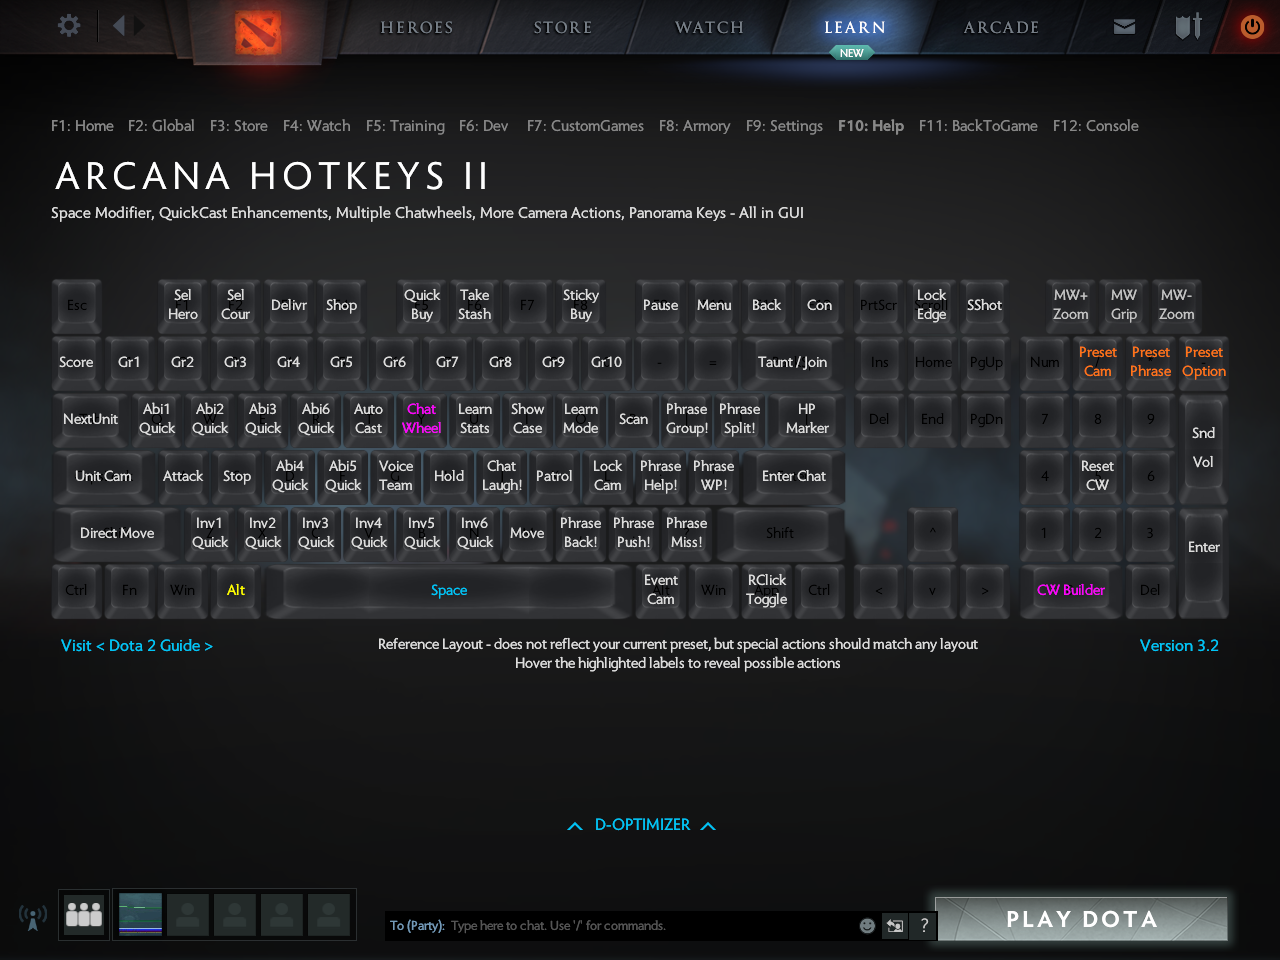 HEROES STORE WATCH LEARN ARCADE
NEW
F1: Home F2: Global F3: Store F4: Watch F5: Training F6: Dev F7: CustomGames F8: Armory F9: Settings F10: Help F11: BackToGame F12: Console
ARCANA HOTKEYS II
Space Modifier, QuickCast Enhancements, Multiple Chatwheels, More Camera Actions, Panorama Keys - All in GUI
Esc Sel Hero Sel Cour Delivr Shop Quick Buy Take Stash F7 Sticky Buy Pause Menu Back Con PrtScr Lock Edge SShot MW+ Zoom MW Grip MW- Zoom
Score Gr1 Gr2 Gr3 Gr4 Gr5 Gr6 Gr7 Gr8 Gr9 Gr10 - = Taunt / Join Ins Home PgUp Num Preset Cam Preset Phrase Preset Option
NextUnit Abi1 Quick Abi2 Quick Abi3 Quick Abi6 Quick Auto Cast Chat Wheel Learn Stats Show Case Learn Mode Scan Phrase Group! Phrase Split! HP Marker Del End PgDn 7 8 9 Snd Vol
Unit Cam Attack Stop Abi4 Quick Abi5 Quick Voice Team Hold Chat Laugh! Patrol Lock Cam Phrase Help! Phrase WP! Enter Chat 4 Reset CW 6
Direct Move Inv1 Quick Inv2 Quick Inv3 Quick Inv4 Quick Inv5 Quick Inv6 Quick Move Phrase Back! Phrase Push! Phrase Miss! Shift ^ 1 2 3 Enter
Ctrl Fn Win Alt Space Event Cam Win RClick Toggle Ctrl < v > CW Builder Del
Visit < Dota 2 Guide > Reference Layout - does not reflect your current preset, but special actions should match any layout Version 3.2
Hover the highlighted labels to reveal possible actions
D-OPTIMIZER
To (Party): Type here to chat. Use '/' for commands. ?
PLAY DOTA